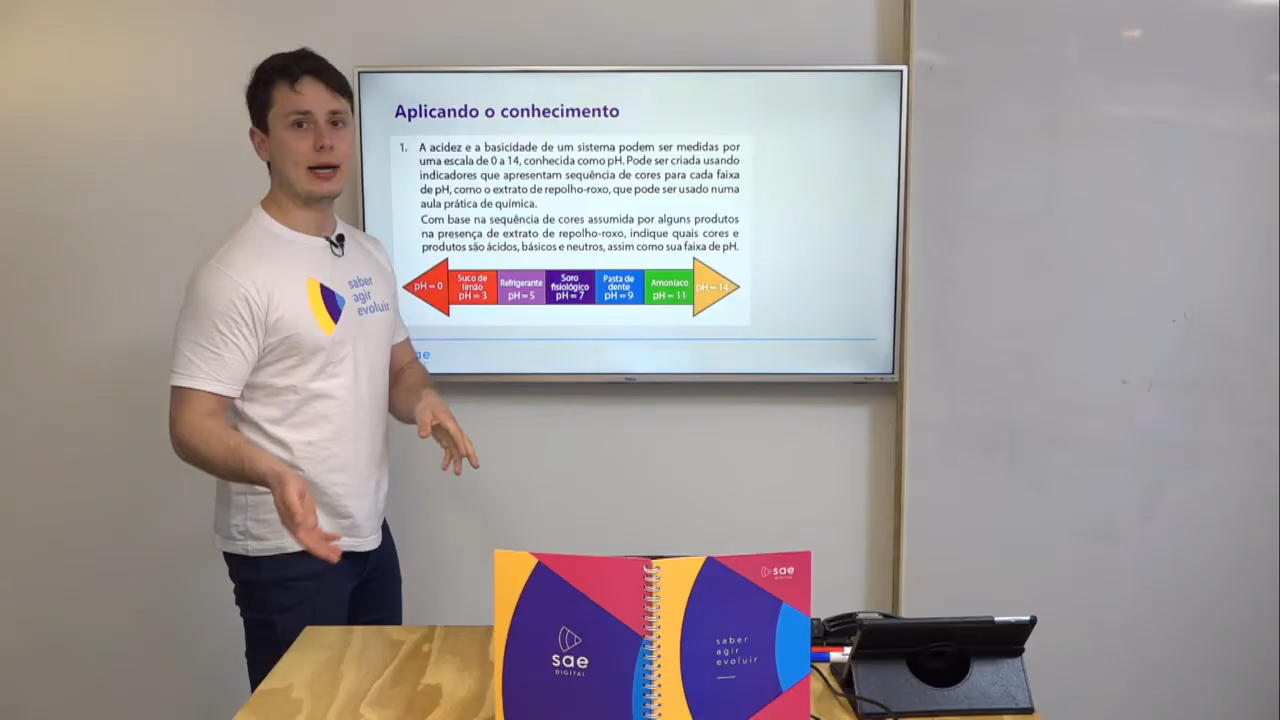 Aplicando o conhecimento
1. A acidez e a basicidade de um sistema podem ser medidas por
uma escala de 0 a 14, conhecida como pH. Pode ser criada usando
indicadores que apresentam sequência de cores para cada faixa
de pH, como o extrato de repolho-roxo, que pode ser usado numa
aula prática de química.
Com base na sequência de cores assumida por alguns produtos
na presença de extrato de repolho-roxo, indique quais cores e
produtos são ácidos, básicos e neutros, assim como sua faixa de pH.
pH = 0
Suco de
limão
pH = 3
Refrigerante
pH = 5
Soro
fisiológico
pH = 7
Pasta de
dente
pH = 9
Amoníaco
pH = 11
pH = 14
saber
agir
evoluir
sae
DIGITAL
saber
agir
evoluir
sae
DIGITAL